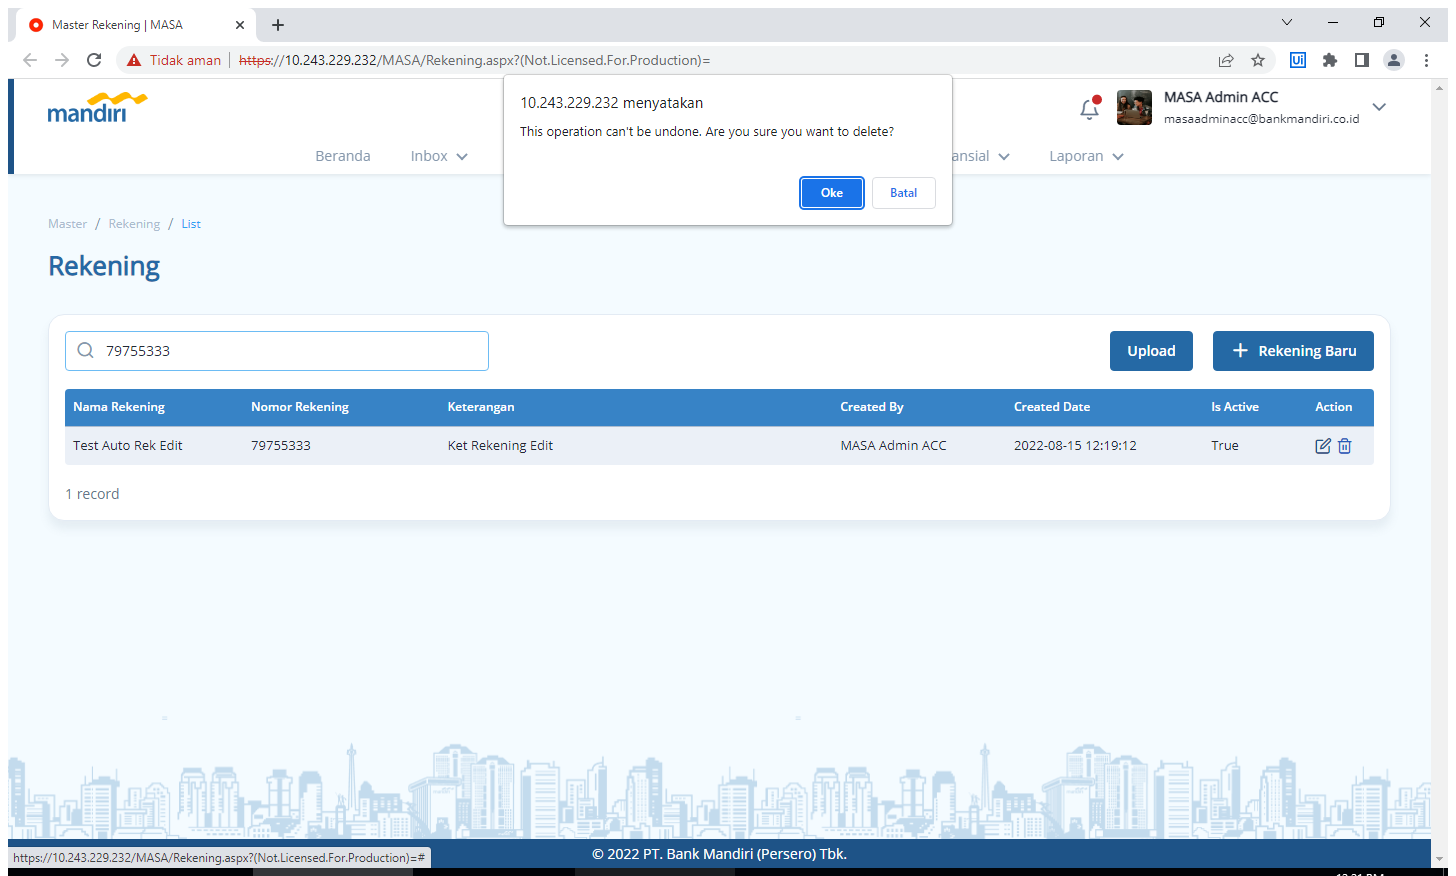 Master Rekening | MASA
Tidak aman https://10.243.229.232/MASA/Rekening.aspx?(Not.Licensed.For.Production)=
10.243.229.232 menyatakan
This operation can't be undone. Are you sure you want to delete?
Oke Batal
mandırı
MASA Admin ACC
masaadminacc@bankmandiri.co.id
Beranda Inbox ansial Laporan
Master / Rekening / List
Rekening
79755333
Upload
+ Rekening Baru
Nama Rekening Nomor Rekening Keterangan Created By Created Date Is Active Action
Test Auto Rek Edit 79755333 Ket Rekening Edit MASA Admin ACC 2022-08-15 12:19:12 True
1 record
© 2022 PT. Bank Mandiri (Persero) Tbk.
https://10.243.229.232/MASA/Rekening.aspx?(Not.Licensed.For.Production)=#